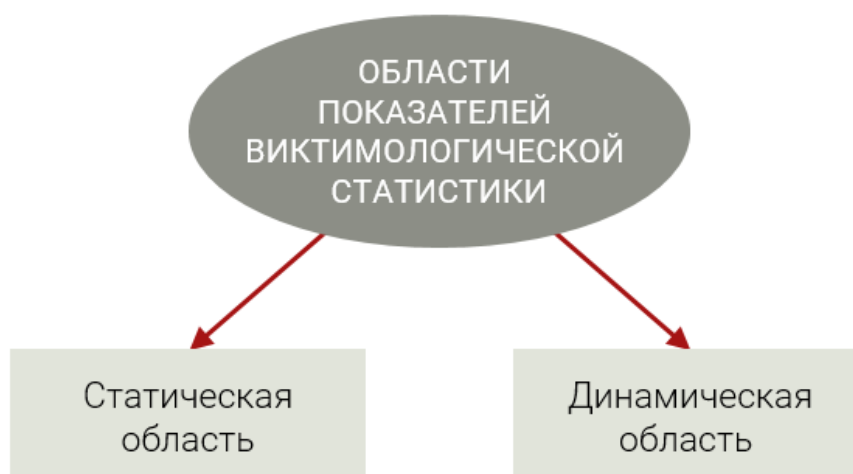 ОБЛАСТИ
ПОКАЗАТЕЛЕЙ
ВИКТИМОЛОГИЧЕСКОЙ
СТАТИСТИКИ
Статическая
область
Динамическая
область